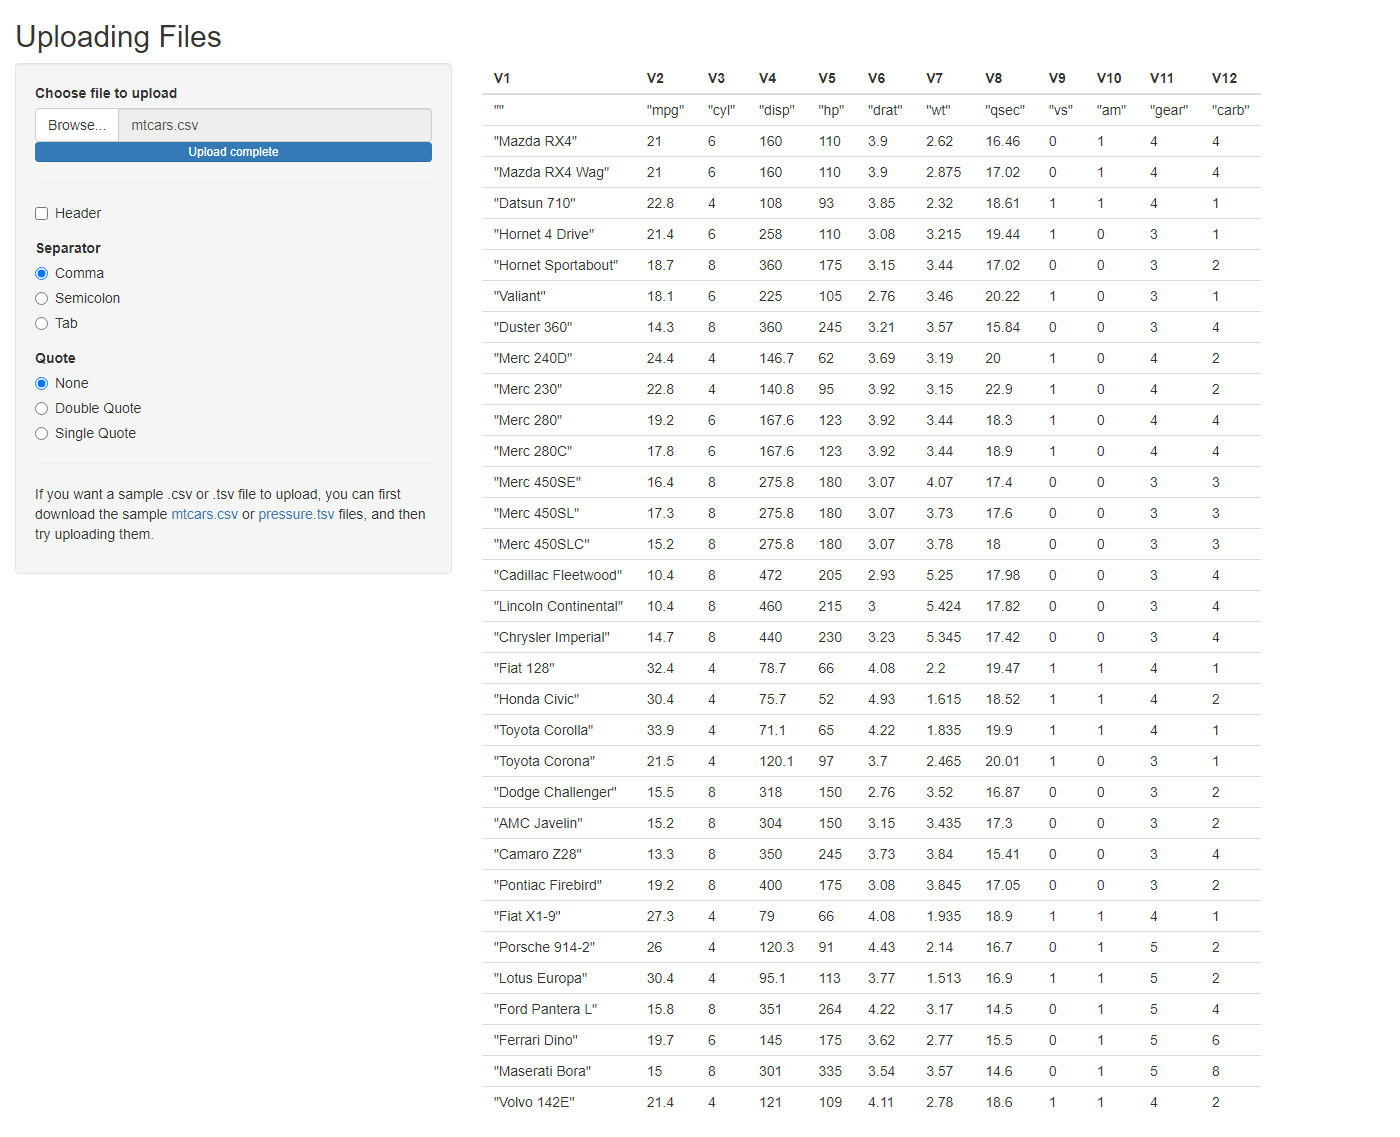 Uploading Files
Choose file to upload
Browse... mtcars.csv
Upload complete
Header
Separator
Comma
Semicolon
Tab
Quote
None
Double Quote
Single Quote
If you want a sample .csv or .tsv file to upload, you can first
download the sample mtcars.csv or pressure.tsv files, and then
try uploading them.
V1 V2 V3 V4 V5 V6 V7 V8 V9 V10 V11 V12
"" "mpg" "cyl" "disp" "hp" "drat" "wt" "qsec" "vs" "am" "gear" "carb"
"Mazda RX4" 21 6 160 110 3.9 2.62 16.46 0 1 4 4
"Mazda RX4 Wag" 21 6 160 110 3.9 2.875 17.02 0 1 4 4
"Datsun 710" 22.8 4 108 93 3.85 2.32 18.61 1 1 4 1
"Hornet 4 Drive" 21.4 6 258 110 3.08 3.215 19.44 1 0 3 1
"Hornet Sportabout" 18.7 8 360 175 3.15 3.44 17.02 0 0 3 2
"Valiant" 18.1 6 225 105 2.76 3.46 20.22 1 0 3 1
"Duster 360" 14.3 8 360 245 3.21 3.57 15.84 0 0 3 4
"Merc 240D" 24.4 4 146.7 62 3.69 3.19 20 1 0 4 2
"Merc 230" 22.8 4 140.8 95 3.92 3.15 22.9 1 0 4 2
"Merc 280" 19.2 6 167.6 123 3.92 3.44 18.3 1 0 4 4
"Merc 280C" 17.8 6 167.6 123 3.92 3.44 18.9 1 0 4 4
"Merc 450SE" 16.4 8 275.8 180 3.07 4.07 17.4 0 0 3 3
"Merc 450SL" 17.3 8 275.8 180 3.07 3.73 17.6 0 0 3 3
"Merc 450SLC" 15.2 8 275.8 180 3.07 3.78 18 0 0 3 3
"Cadillac Fleetwood" 10.4 8 472 205 2.93 5.25 17.98 0 0 3 4
"Lincoln Continental" 10.4 8 460 215 3 5.424 17.82 0 0 3 4
"Chrysler Imperial" 14.7 8 440 230 3.23 5.345 17.42 0 0 3 4
"Fiat 128" 32.4 4 78.7 66 4.08 2.2 19.47 1 1 4 1
"Honda Civic" 30.4 4 75.7 52 4.93 1.615 18.52 1 1 4 2
"Toyota Corolla" 33.9 4 71.1 65 4.22 1.835 19.9 1 1 4 1
"Toyota Corona" 21.5 4 120.1 97 3.7 2.465 20.01 1 0 3 1
"Dodge Challenger" 15.5 8 318 150 2.76 3.52 16.87 0 0 3 2
"AMC Javelin" 15.2 8 304 150 3.15 3.435 17.3 0 0 3 2
"Camaro Z28" 13.3 8 350 245 3.73 3.84 15.41 0 0 3 4
"Pontiac Firebird" 19.2 8 400 175 3.08 3.845 17.05 0 0 3 2
"Fiat X1-9" 27.3 4 79 66 4.08 1.935 18.9 1 1 4 1
"Porsche 914-2" 26 4 120.3 91 4.43 2.14 16.7 0 1 5 2
"Lotus Europa" 30.4 4 95.1 113 3.77 1.513 16.9 1 1 5 2
"Ford Pantera L" 15.8 8 351 264 4.22 3.17 14.5 0 1 5 4
"Ferrari Dino" 19.7 6 145 175 3.62 2.77 15.5 0 1 5 6
"Maserati Bora" 15 8 301 335 3.54 3.57 14.6 0 1 5 8
"Volvo 142E" 21.4 4 121 109 4.11 2.78 18.6 1 1 4 2